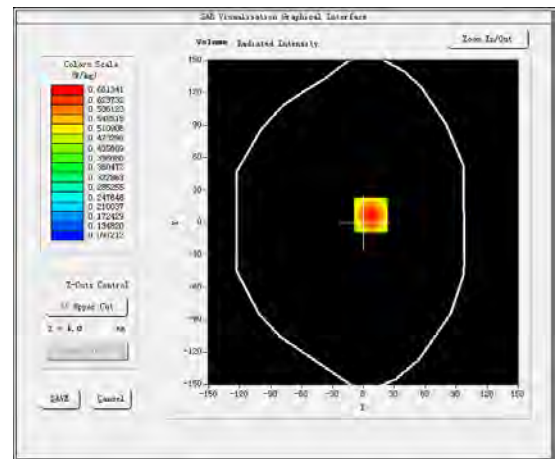 SAR Visualisation Graphical Interface
Volume Radiated Intensity
Zoom In/Out
Colors Scale
(W/kg)
0.661341
0.623732
0.586123
0.548515
0.510906
0.473298
0.435689
0.398080
0.360472
0.322863
0.285255
0.247646
0.210037
0.172429
0.134820
0.097212
150
120
90
60
30
0
-30
-60
-90
-120
-150
-150 -120 -90 -60 -30 0 30 60 90 120 150
Y
X
Z-Cuts Control
Upper Cut
mm
SAVE
Cancel